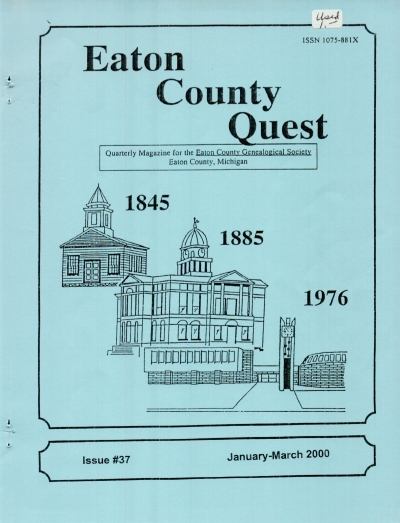 Used
ISSN 1075-881X
Eaton
County
Quest
Quarterly Magazine for the Eaton County Genealogical Society
Eaton County, Michigan
1845
1885
1976
Issue #37
January-March 2000